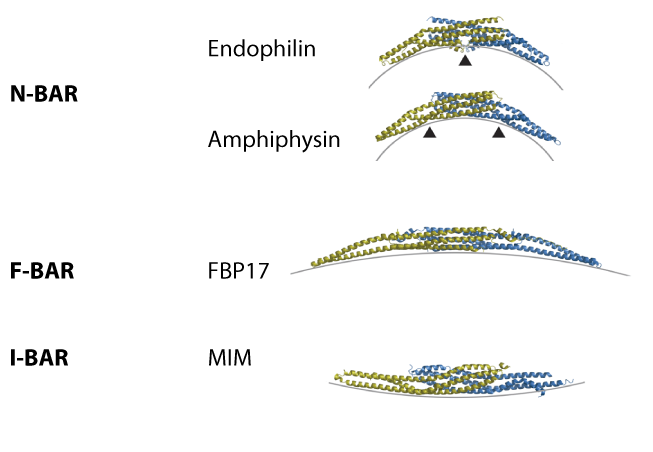 Endophilin
N-BAR
Amphiphysin
F-BAR FBP17
I-BAR MIM